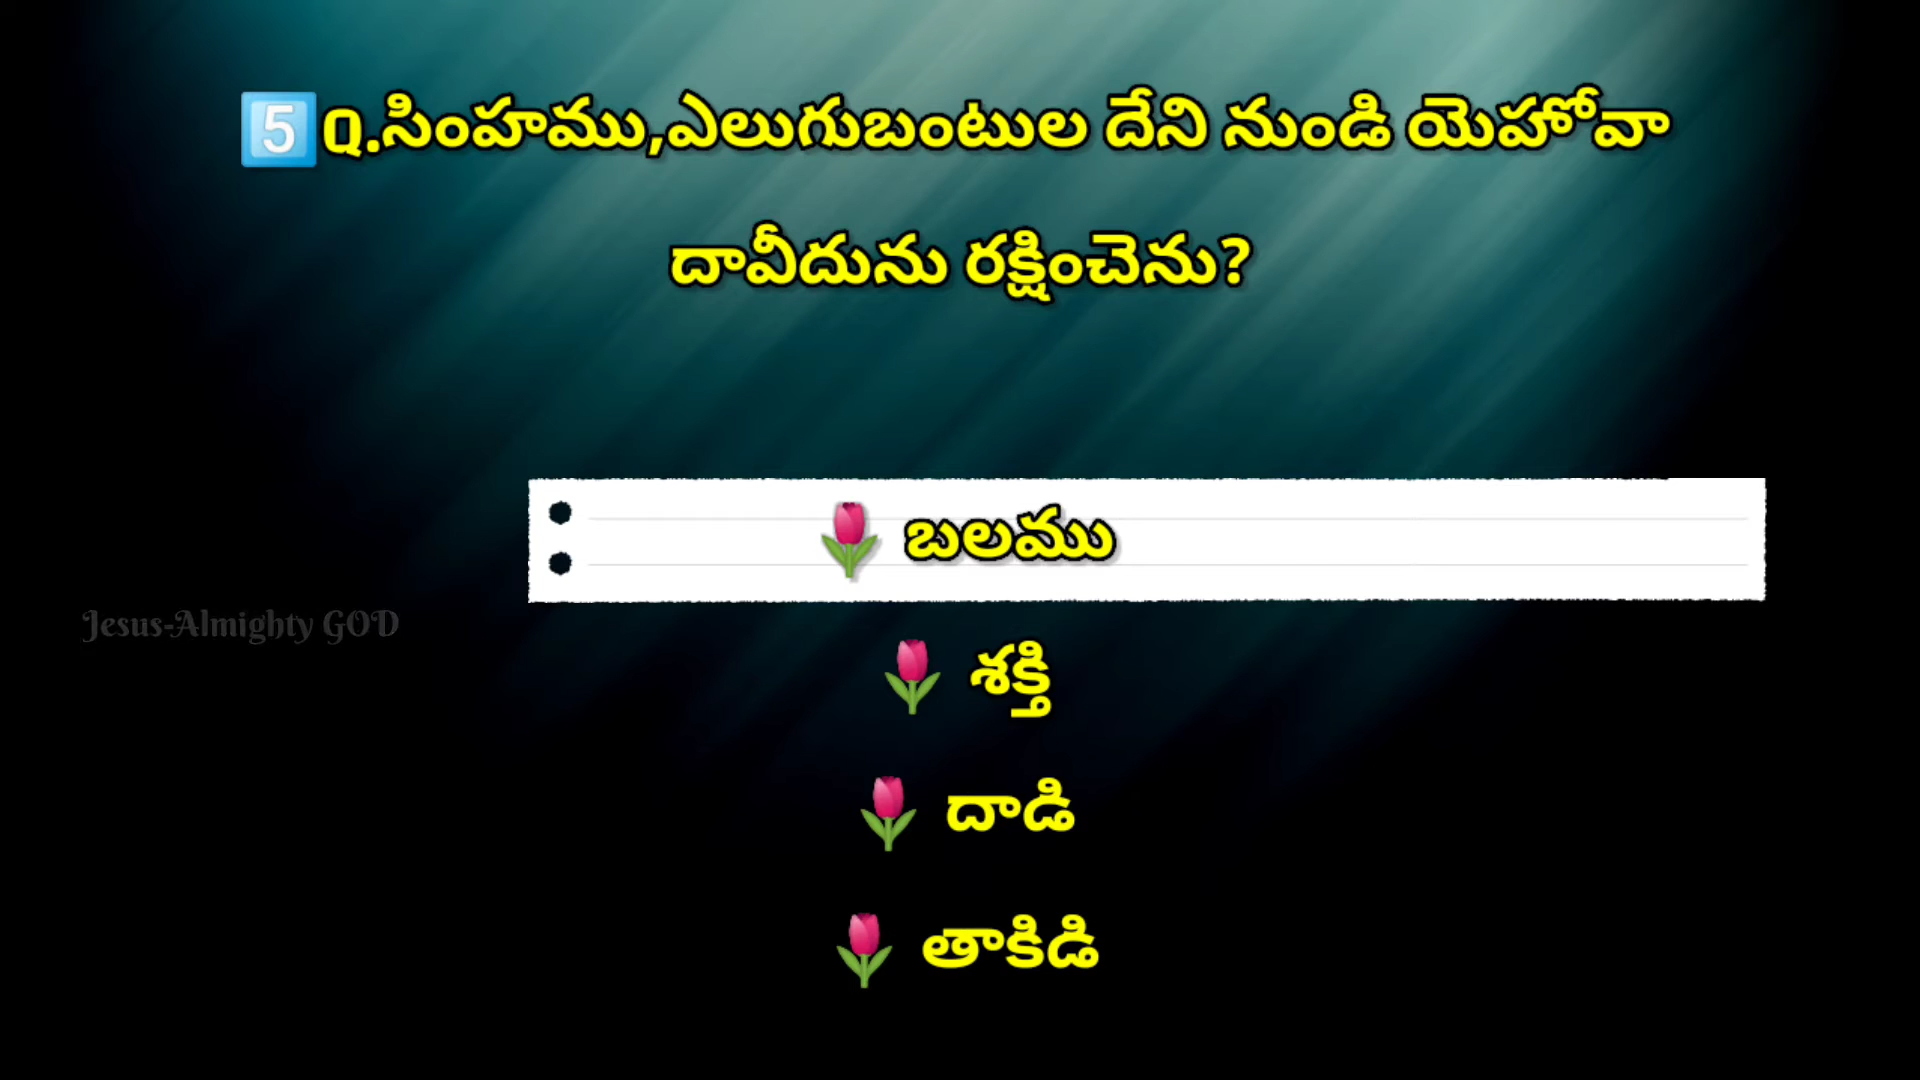 5 Q.సింహము,ఎలుగుబంటుల దేని నుండి యెహోవా
దావీదును రక్షించెను?
బలము
Jesus-Almighty GOD
శక్తి
దాడి
తాకిడి